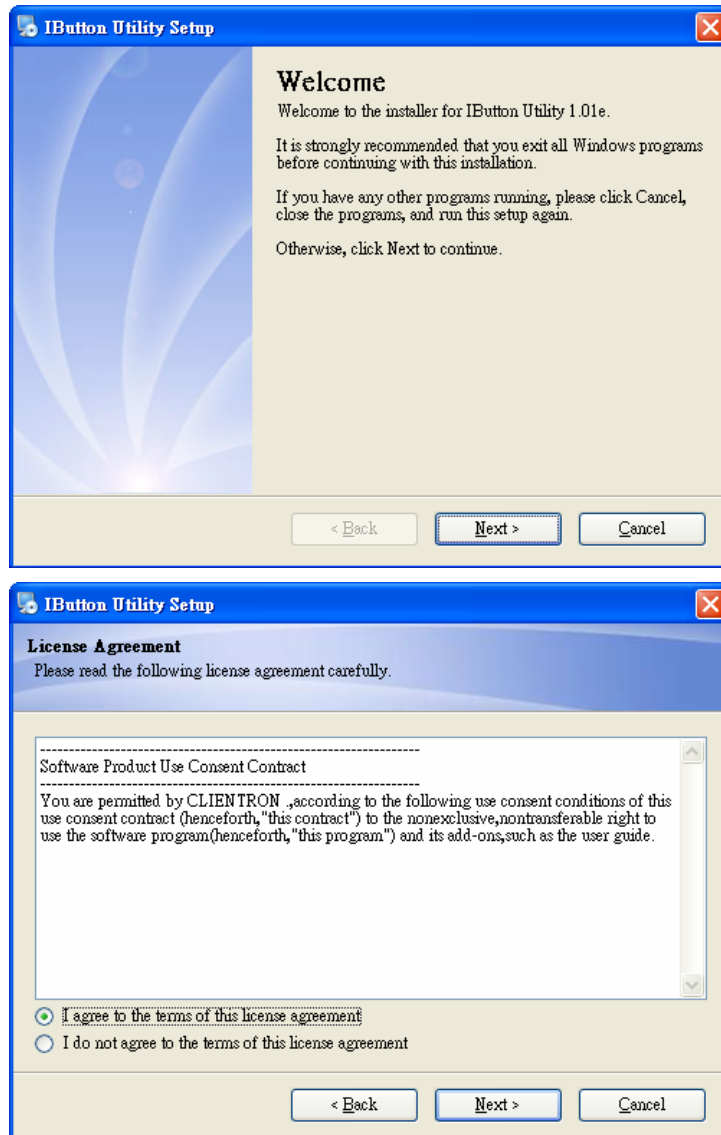 IButton Utility Setup
Welcome
Welcome to the installer for IButton Utility 1.01e.
It is strongly recommended that you exit all Windows programs
before continuing with this installation.
If you have any other programs running, please click Cancel,
close the programs, and run this setup again.
Otherwise, click Next to continue.
< Back
Next >
Cancel
IButton Utility Setup
License Agreement
Please read the following license agreement carefully.
--------------------------------------------------------------------
Software Product Use Consent Contract
--------------------------------------------------------------------
You are permitted by CLIENTRON .,according to the following use consent conditions of this
use consent contract (henceforth,"this contract") to the nonexclusive,nontransferable right to
use the software program(henceforth,"this program") and its add-ons,such as the user guide.
I agree to the terms of this license agreement
I do not agree to the terms of this license agreement
< Back
Next >
Cancel